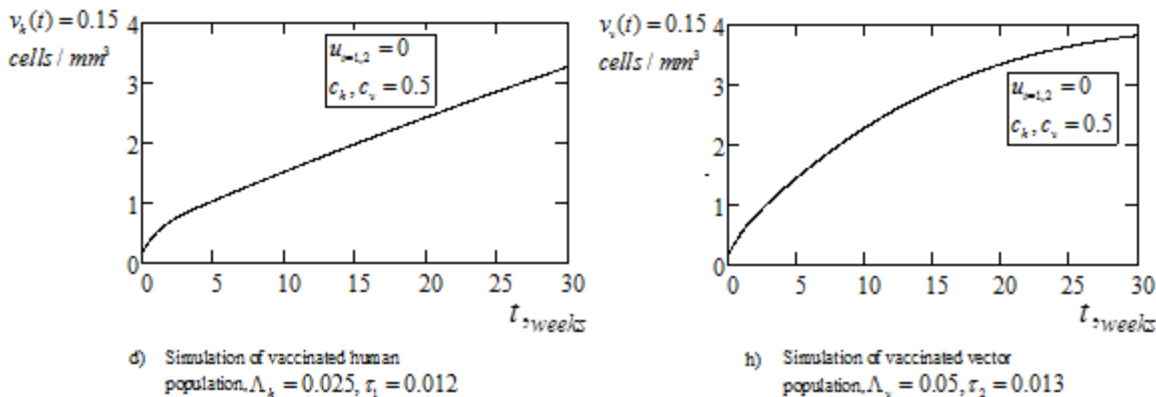 v_k(t) = 0.15
cells / mm³
4
3
2
1
0
u_{i=1,2} = 0
c_k, c_v = 0.5
0 5 10 15 20 25 30
t, weeks
d) Simulation of vaccinated human
population, Λ_k = 0.025, τ_1 = 0.012
v_v(t) = 0.15
cells / mm³
4
3
2
1
0
u_{i=1,2} = 0
c_k, c_v = 0.5
0 5 10 15 20 25 30
t, weeks
h) Simulation of vaccinated vector
population, Λ_v = 0.05, τ_2 = 0.013